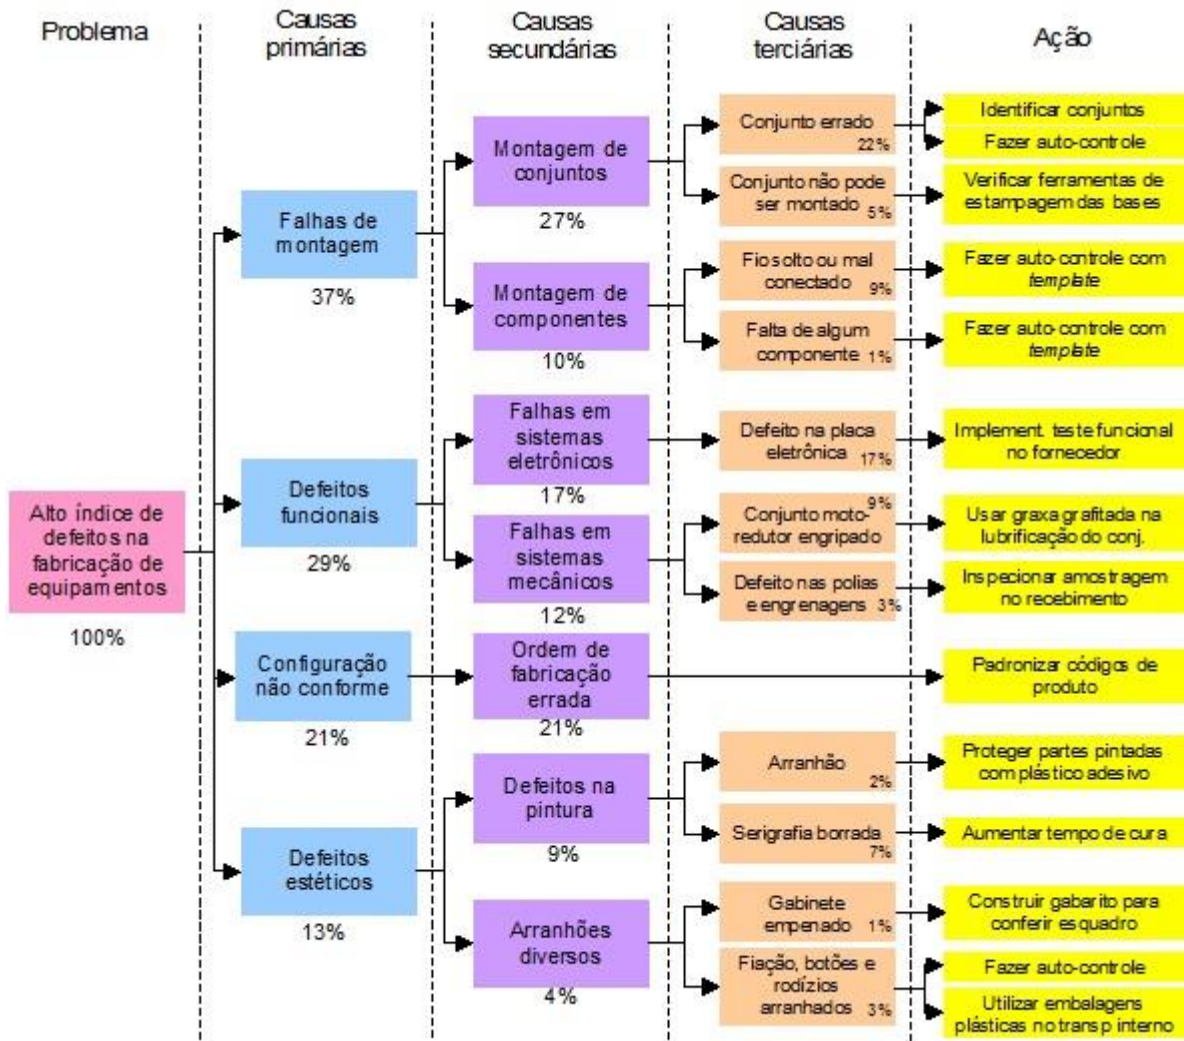 Problema
Causas
primárias
Causas
secundárias
Causas
terciárias
Ação
Alto índice de
defeitos na
fabricação de
equipamentos
100%
Falhas de
montagem
37%
Defeitos
funcionais
29%
Configuração
não conforme
21%
Defeitos
estéticos
13%
Montagem de
conjuntos
27%
Montagem de
componentes
10%
Falhas em
sistemas
eletrônicos
17%
Falhas em
sistemas
mecânicos
12%
Ordem de
fabricação
errada
21%
Defeitos na
pintura
9%
Arranhões
diversos
4%
Conjunto errado
22%
Conjunto não pode
ser montado 5%
Fio solto ou mal
conectado 9%
Falta de algum
componente 1%
Defeito na placa
eletrônica 17%
9%
Conjunto moto-
redutor engripado
Defeito nas polias
e engrenagens 3%
Arranhão
2%
Serigrafia borrada
7%
Gabinete
empenado 1%
Fiação, botões e
rodízios
arranhados 3%
Identificar conjuntos
Fazer auto-controle
Verificar ferramentas de
estampagem das bases
Fazer auto-controle com
template
Fazer auto-controle com
template
Implement. teste funcional
no fornecedor
Usar graxa grafitada na
lubrificação do conj.
Inspecionar amostragem
no recebimento
Padronizar códigos de
produto
Proteger partes pintadas
com plástico adesivo
Aumentar tempo de cura
Construir gabarito para
conferir esquadro
Fazer auto-controle
Utilizar embalagens
plásticas no transp interno